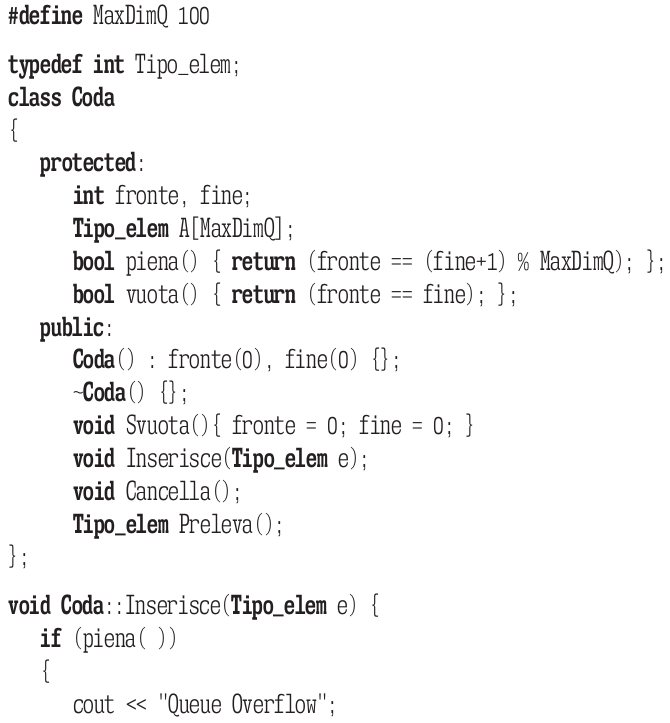 #define MaxDimQ 100
typedef int Tipo_elem;
class Coda
{
protected:
int fronte, fine;
Tipo_elem A[MaxDimQ];
bool piena() { return (fronte == (fine+1) % MaxDimQ); };
bool vuota() { return (fronte == fine); };
public:
Coda() : fronte(0), fine(0) {};
~Coda() {};
void Svuota(){ fronte = 0; fine = 0; }
void Inserisce(Tipo_elem e);
void Cancella();
Tipo_elem Preleva();
};
void Coda::Inserisce(Tipo_elem e) {
if (piena( ))
{
cout << "Queue Overflow";